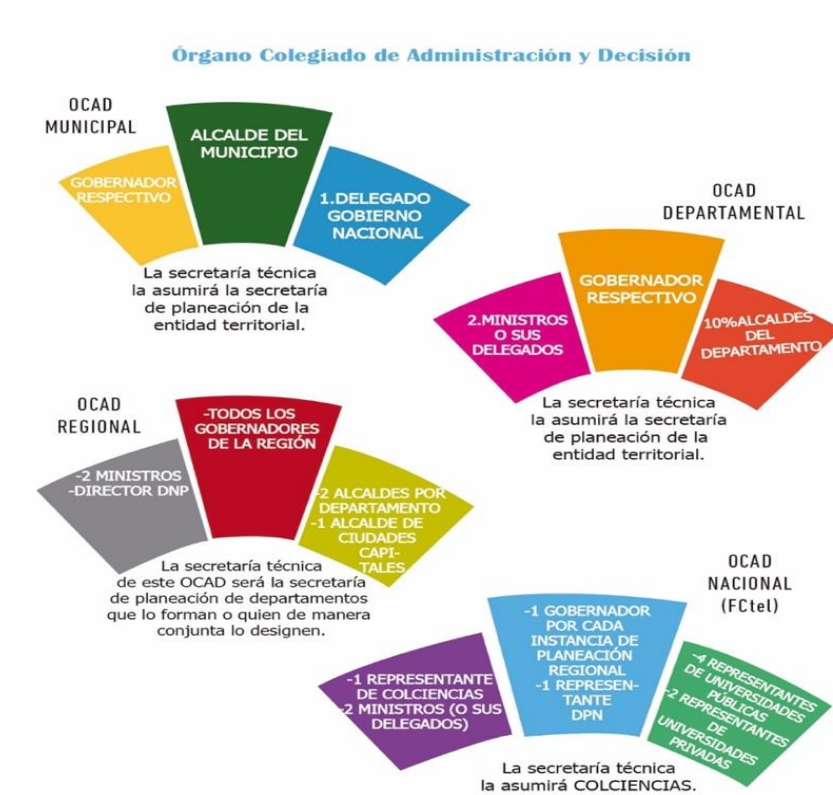 Órgano Colegiado de Administración y Decisión
OCAD
MUNICIPAL
GOBERNADOR
RESPECTIVO
ALCALDE DEL
MUNICIPIO
1.DELEGADO
GOBIERNO
NACIONAL
La secretaría técnica
la asumirá la secretaría
de planeación de la
entidad territorial.
OCAD
DEPARTAMENTAL
2.MINISTROS
O SUS
DELEGADOS
GOBERNADOR
RESPECTIVO
10%ALCALDES
DEL
DEPARTAMENTO
La secretaría técnica
la asumirá la secretaría
de planeación de la
entidad territorial.
OCAD
REGIONAL
-2 MINISTROS
-DIRECTOR DNP
-TODOS LOS
GOBERNADORES
DE LA REGIÓN
-2 ALCALDES POR
DEPARTAMENTO
-1 ALCALDE DE
CIUDADES
CAPI-
TALES
La secretaría técnica
de este OCAD será la secretaría
de planeación de departamentos
que lo forman o quien de manera
conjunta lo designen.
OCAD
NACIONAL
(FCtel)
-1 REPRESENTANTE
DE COLCIENCIAS
-2 MINISTROS (O SUS
DELEGADOS)
-1 GOBERNADOR
POR CADA
INSTANCIA DE
PLANEACIÓN
REGIONAL
-1 REPRESEN-
TANTE
DPN
-4 REPRESENTANTES
DE UNIVERSIDADES
PÚBLICAS
-2 REPRESENTANTES
DE
UNIVERSIDADES
PRIVADAS
La secretaría técnica
la asumirá COLCIENCIAS.